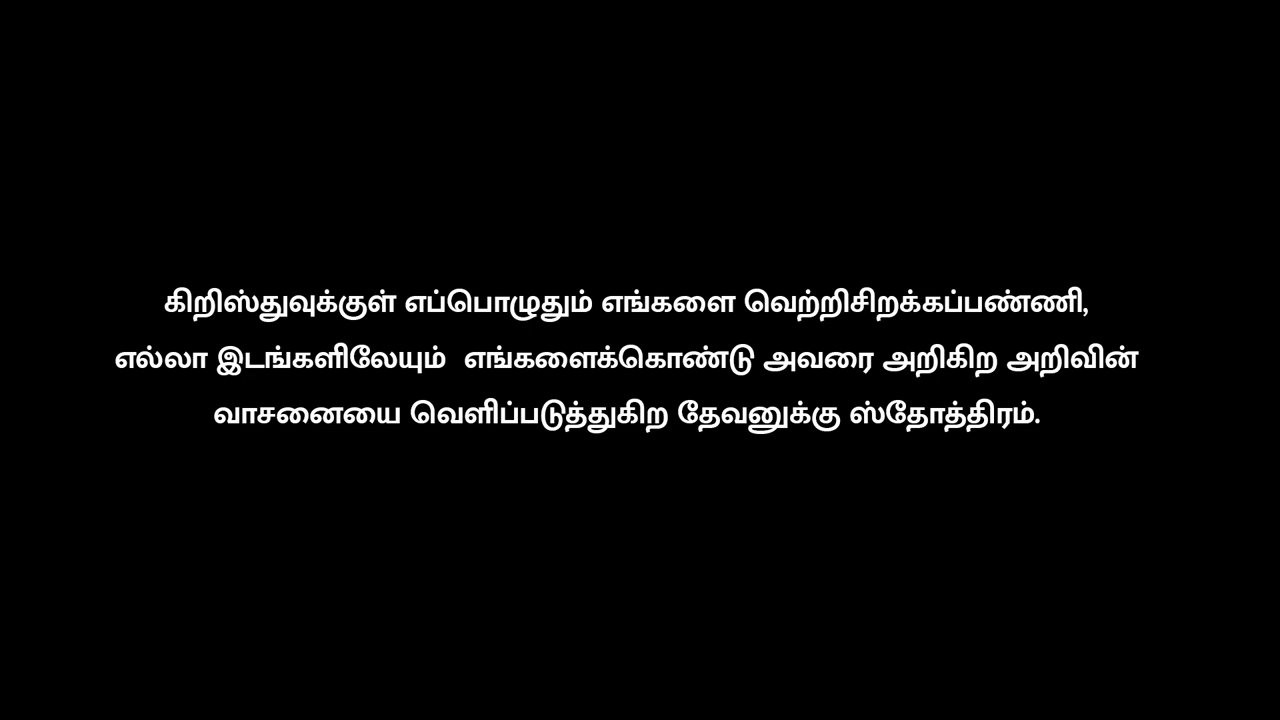 கிறிஸ்துவுக்குள் எப்பொழுதும் எங்களை வெற்றிசிறக்கப்பண்ணி,
எல்லா இடங்களிலேயும் எங்களைக்கொண்டு அவரை அறிகிற அறிவின்
வாசனையை வெளிப்படுத்துகிற தேவனுக்கு ஸ்தோத்திரம்.